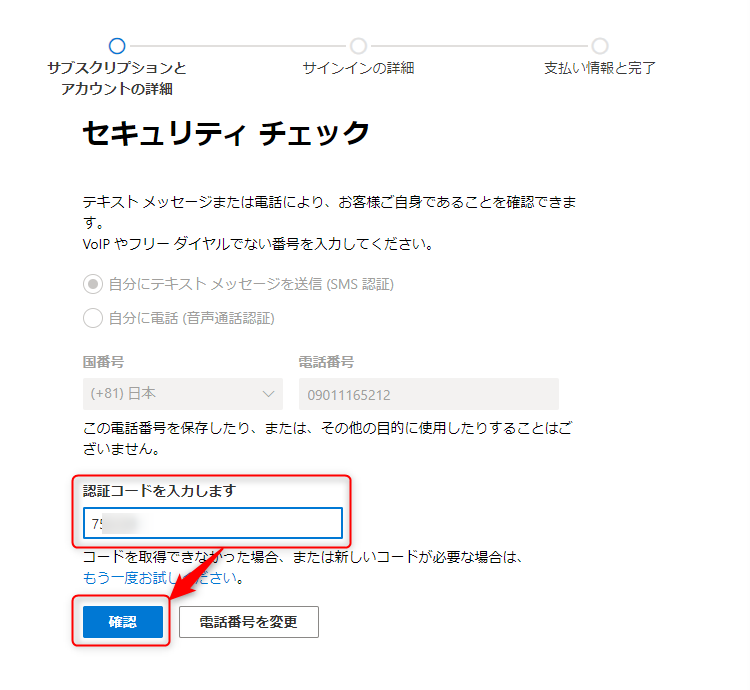 サブスクリプションと
アカウントの詳細
サインインの詳細
支払い情報と完了
セキュリティ チェック
テキスト メッセージまたは電話により、お客様ご自身であることを確認できま
す。
VoIP やフリー ダイヤルでない番号を入力してください。
自分にテキスト メッセージを送信 (SMS 認証)
自分に電話 (音声通話認証)
国番号
電話番号
(+81) 日本
09011165212
この電話番号を保存したり、または、その他の目的に使用したりすることはご
ざいません。
認証コードを入力します
75
コードを取得できなかった場合、または新しいコードが必要な場合は、
もう一度お試しください。
確認
電話番号を変更